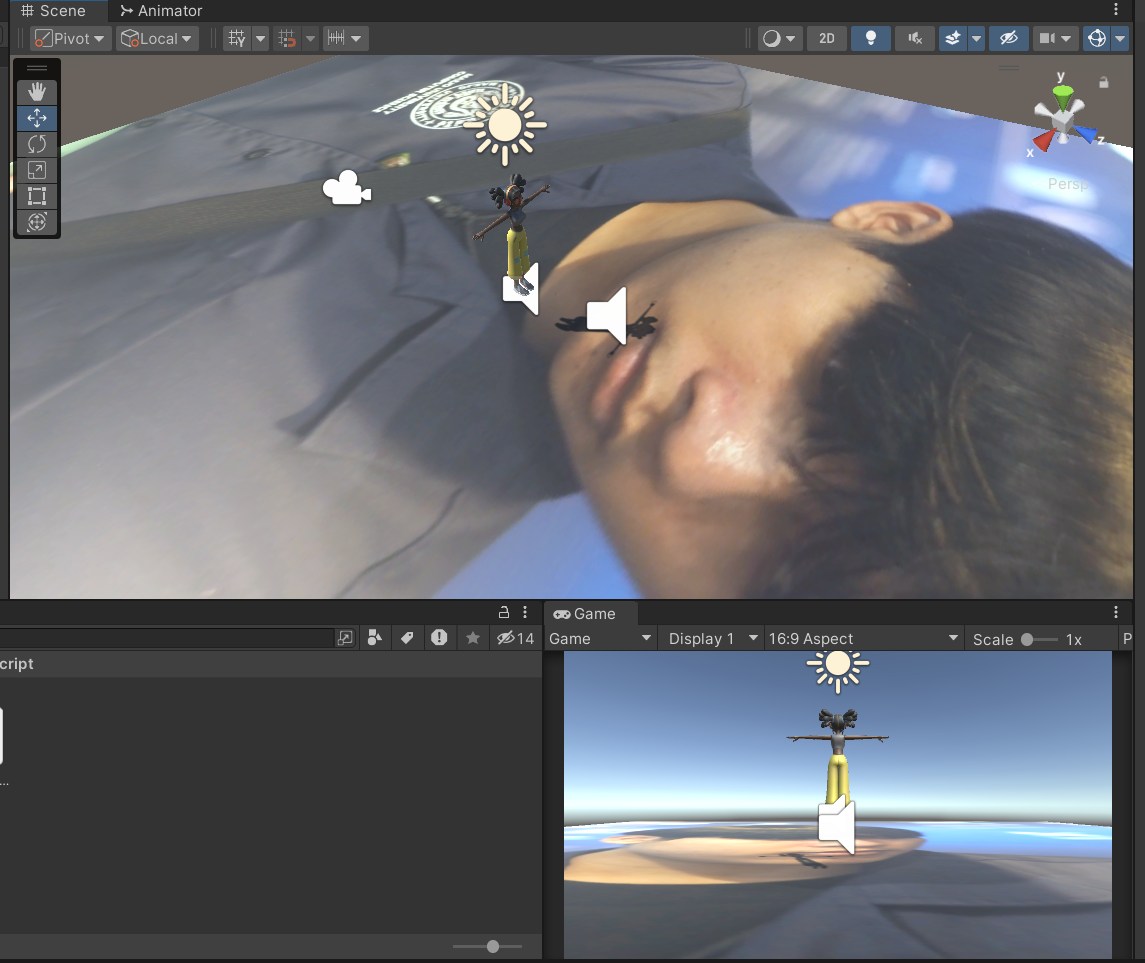 Scene
Animator
Pivot
Local
2D
y
x
z
Persp
14
cript
...
Game
Game
Display 1
16:9 Aspect
Scale
1x
P